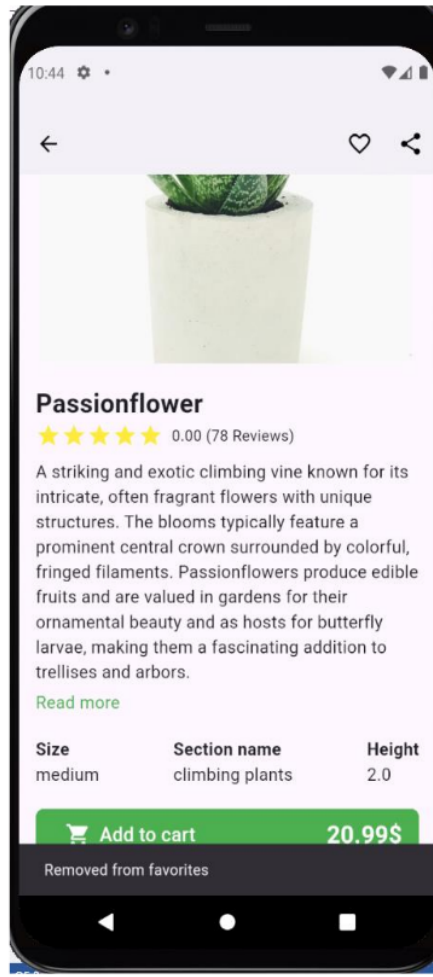 10:44
Passionflower
0.00 (78 Reviews)
A striking and exotic climbing vine known for its
intricate, often fragrant flowers with unique
structures. The blooms typically feature a
prominent central crown surrounded by colorful,
fringed filaments. Passionflowers produce edible
fruits and are valued in gardens for their
ornamental beauty and as hosts for butterfly
larvae, making them a fascinating addition to
trellises and arbors.
Read more
Size Section name Height
medium climbing plants 2.0
Add to cart 20.99$
Removed from favorites